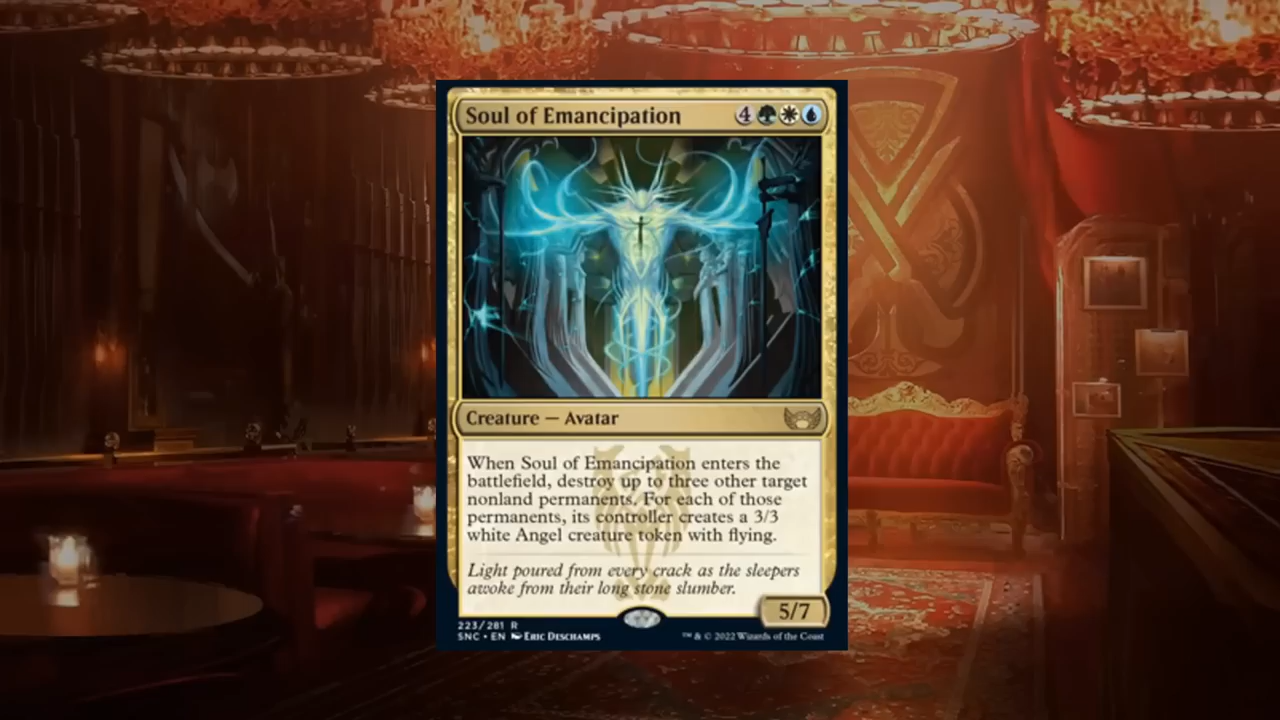 Soul of Emancipation 4
Creature — Avatar
When Soul of Emancipation enters the
battlefield, destroy up to three other target
nonland permanents. For each of those
permanents, its controller creates a 3/3
white Angel creature token with flying.
Light poured from every crack as the sleepers
awoke from their long stone slumber.
5/7
223/281 R
SNC • EN Eric Deschamps
™ & © 2022 Wizards of the Coast